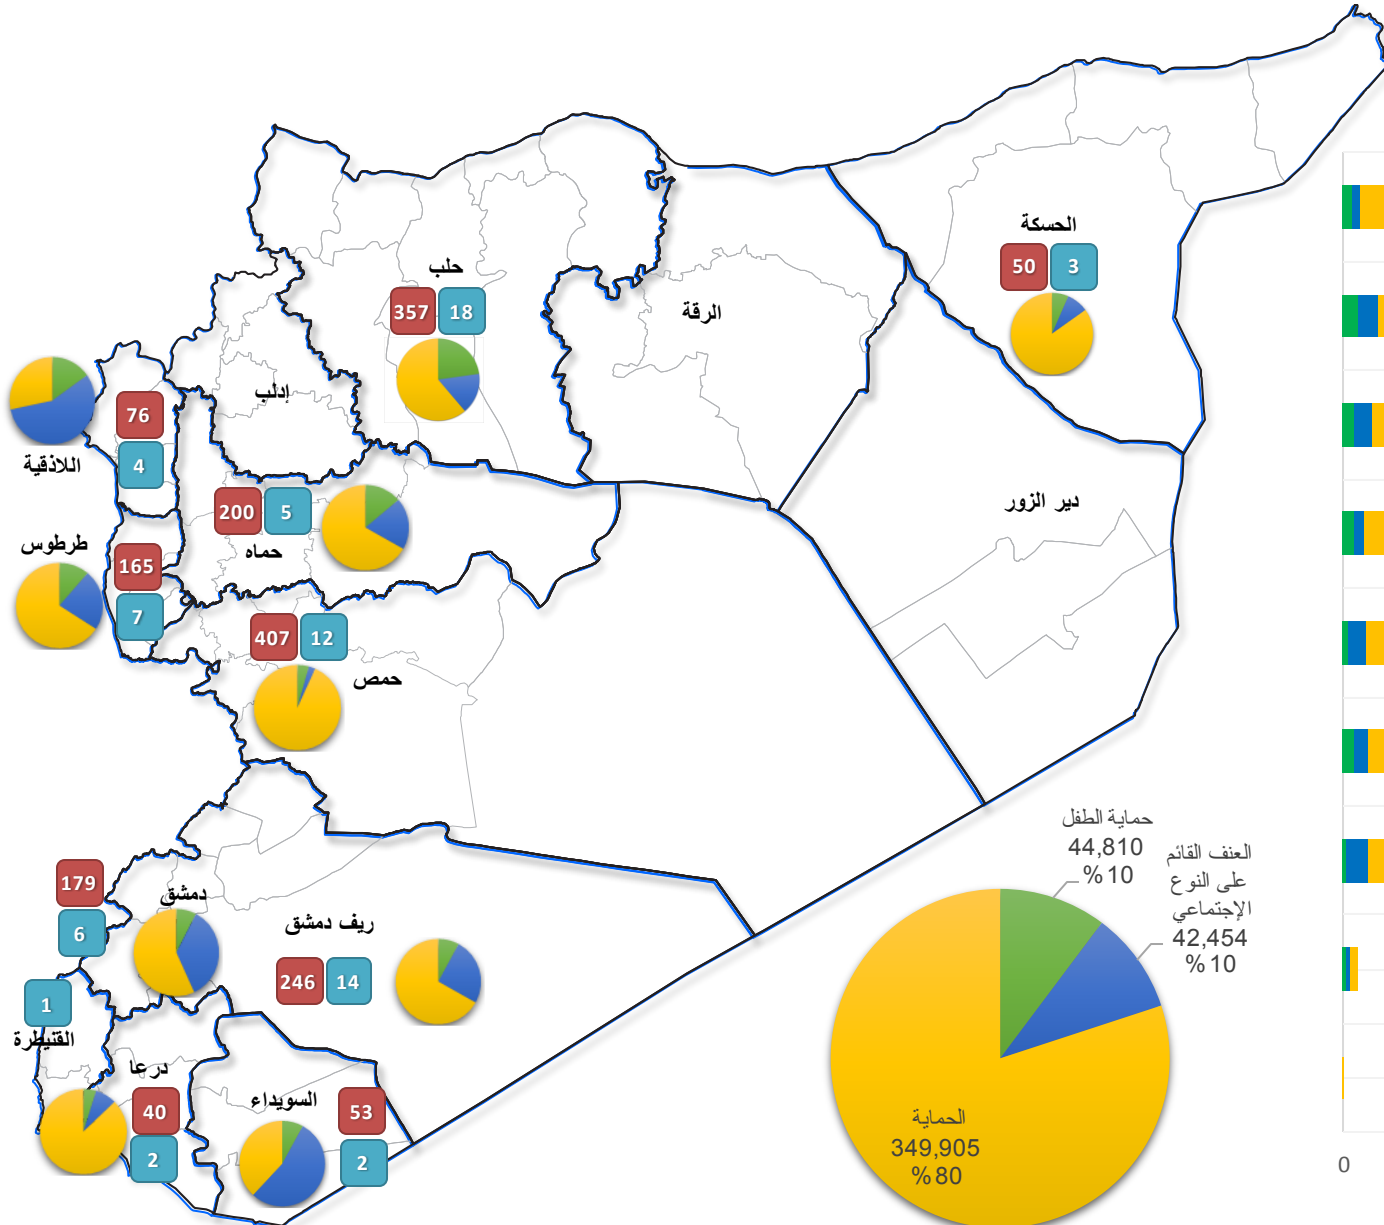 الحسكة
50
3
حلب
357
18
الرقة
إدلب
76
4
اللاذقية
200
5
حماه
دير الزور
طرطوس
165
7
407
12
حمص
حماية الطفل
44,810
%10
العنف القائم
على النوع
الإجتماعي
42,454
%10
179
6
دمشق
ريف دمشق
246
14
1
القنيطرة
درعا
40
2
السويداء
53
2
الحماية
349,905
%80
0